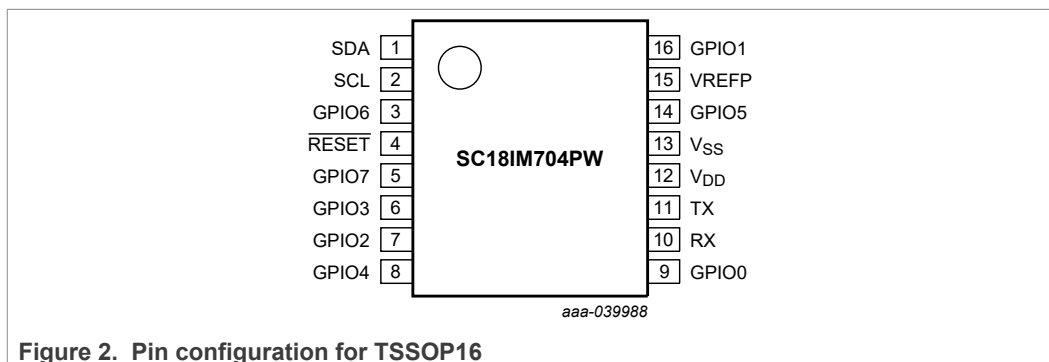 SDA 1 16 GPIO1
SCL 2 15 VREFP
GPIO6 3 14 GPIO5
RESET 4 13 VSS
SC18IM704PW
GPIO7 5 12 VDD
GPIO3 6 11 TX
GPIO2 7 10 RX
GPIO4 8 9 GPIO0
aaa-039988
Figure 2. Pin configuration for TSSOP16